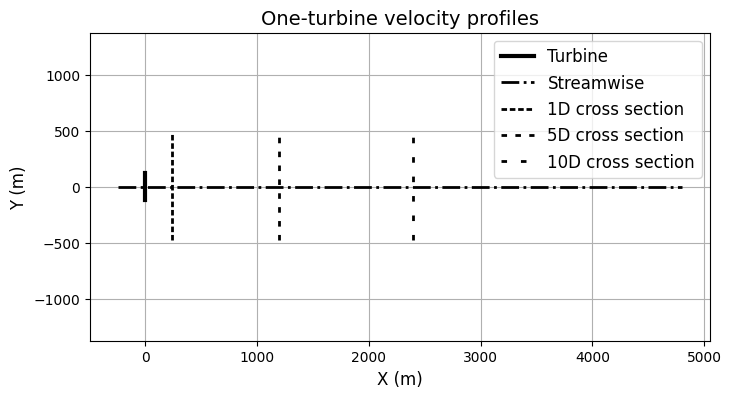 One-turbine velocity profiles
Turbine
Streamwise
1D cross section
5D cross section
10D cross section
Y (m)
1000
500
0
−500
−1000
0
1000
2000
3000
4000
5000
X (m)